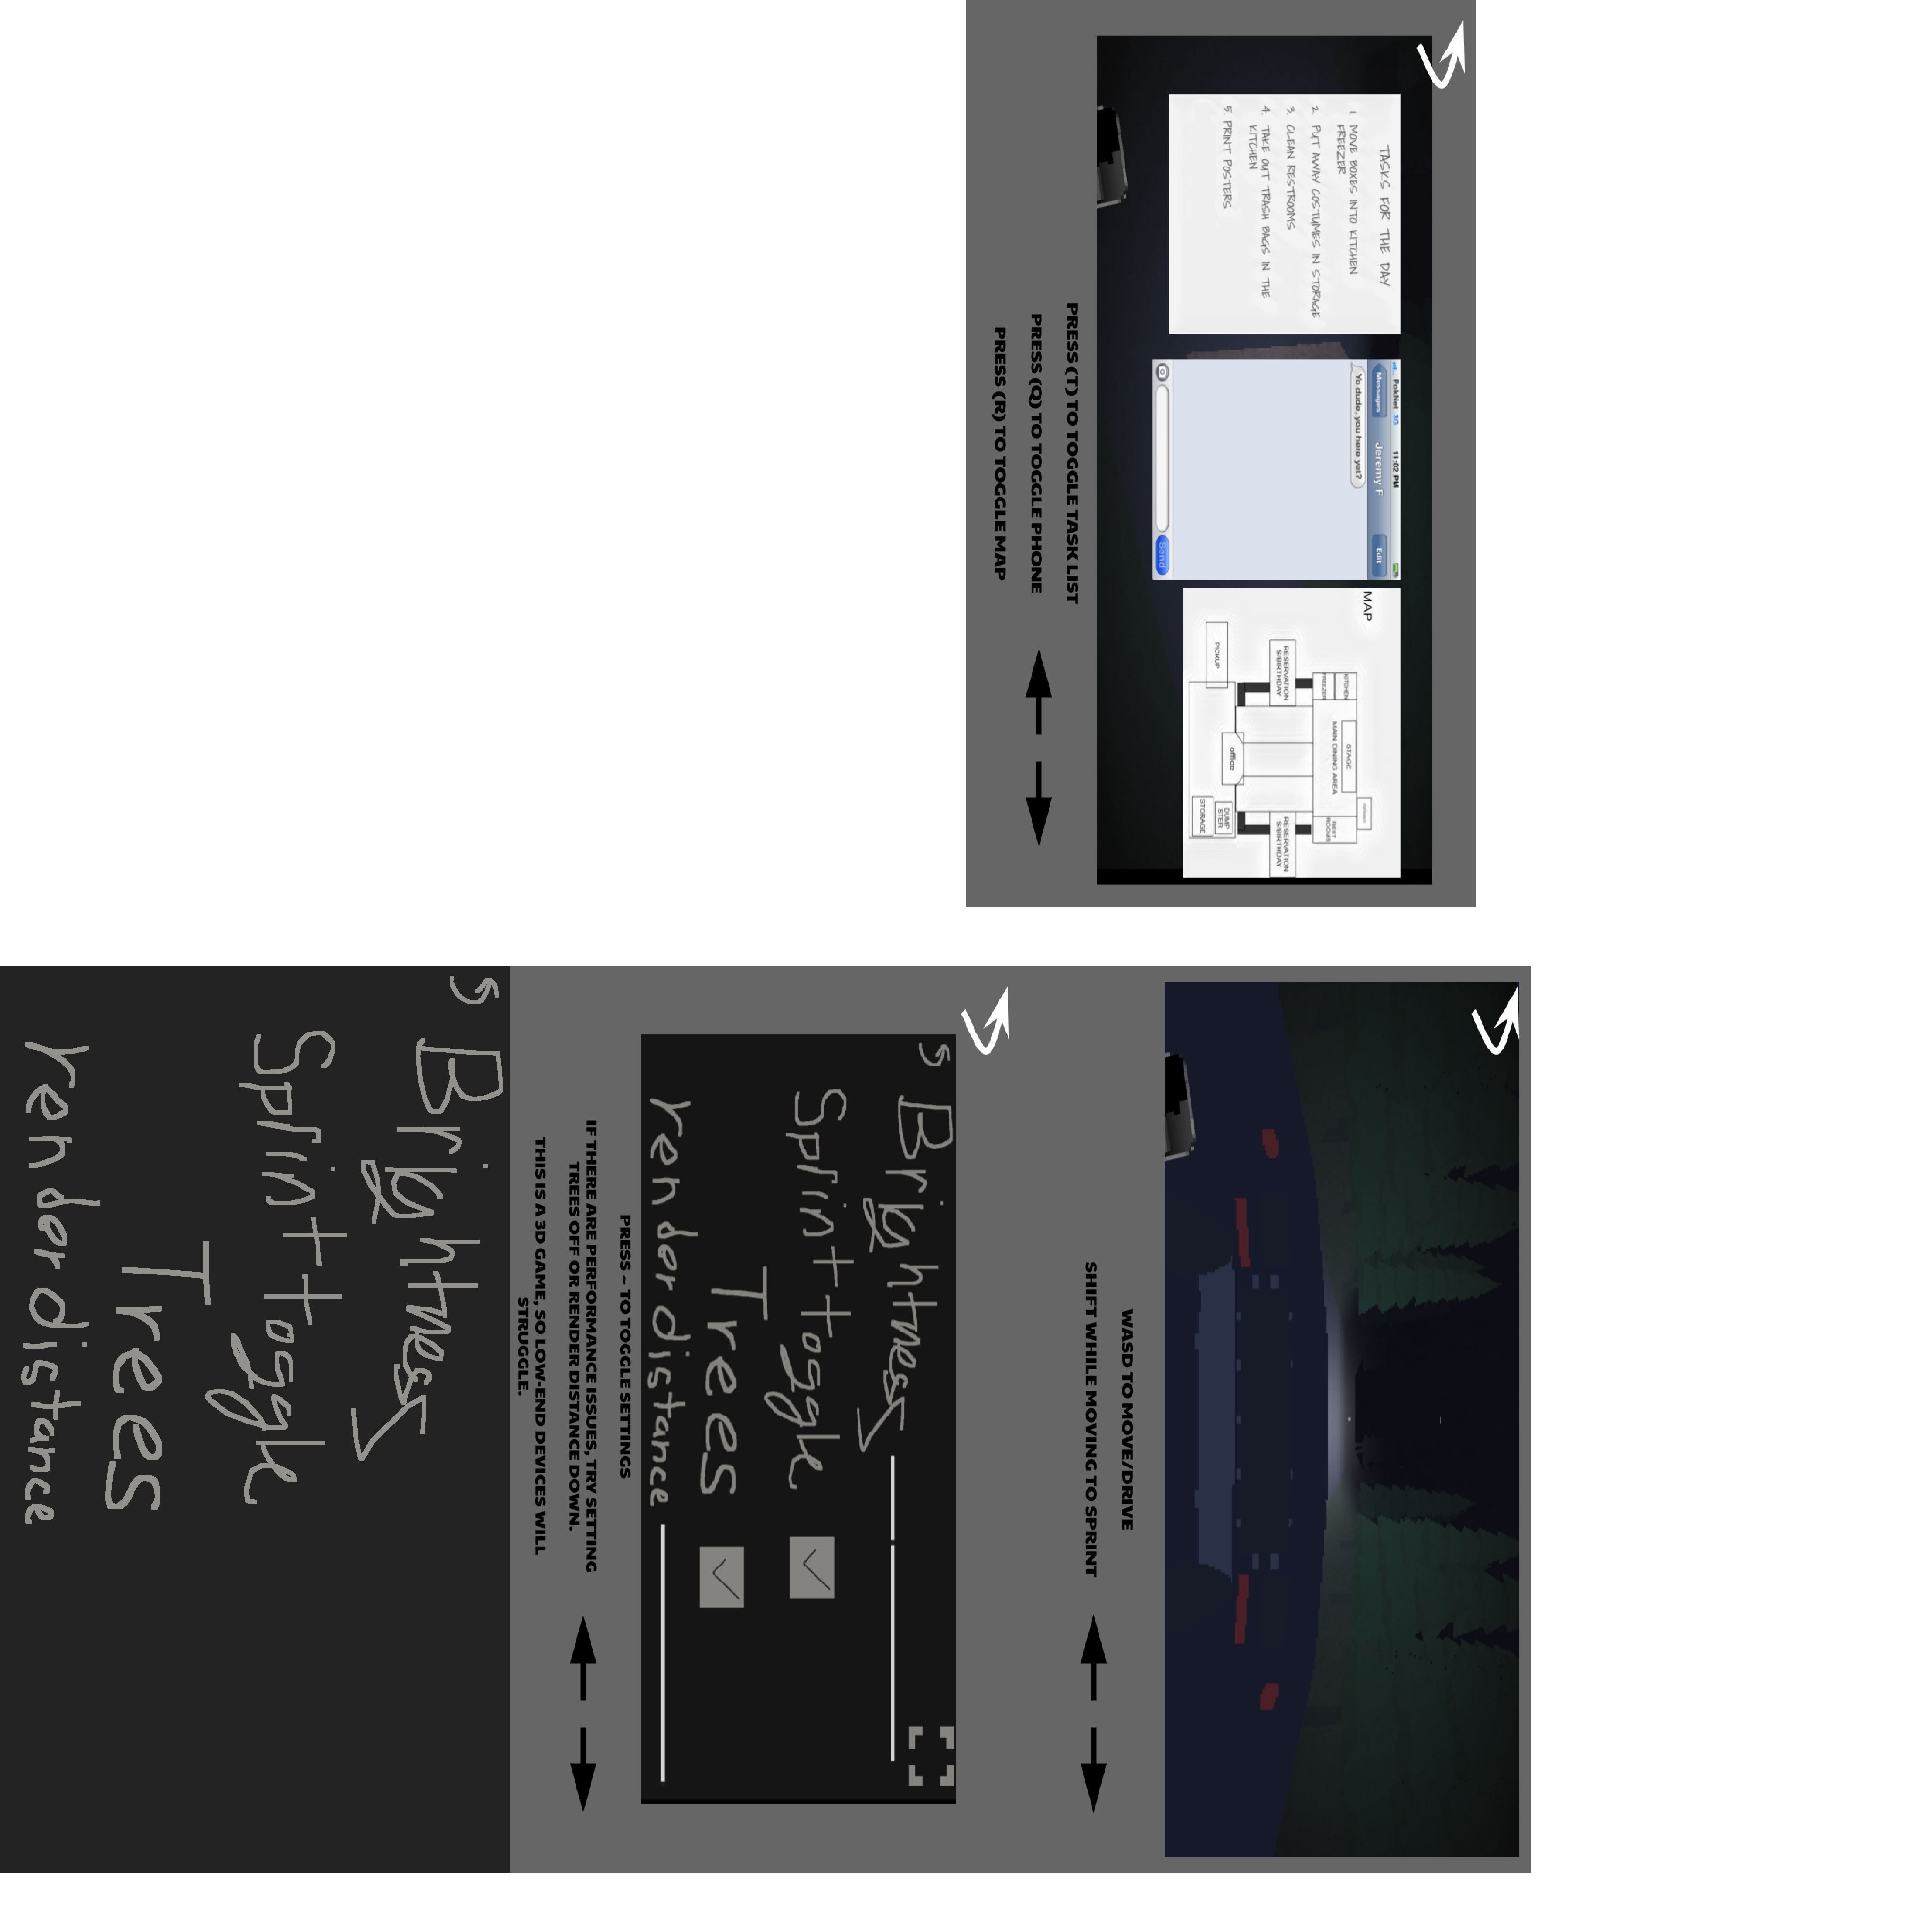 TASKS FOR THE DAY
1. MOVE BOXES INTO KITCHEN
FREEZER
2. PUT AWAY COSTUMES IN STORAGE
3. CLEAN RESTROOMS
4. TAKE OUT TRASH BAGS IN THE
KITCHEN
5. PRINT POSTERS
PokNet 3G 11:02 PM
Messages Jeremy F Edit
Yo dude, you here yet?
Send
MAP
KITCHEN
FREEZER
STAGE
MAIN DINING AREA
REST
ROOMS
RESERVATION
S/BIRTHDAY
RESERVATION
S/BIRTHDAY
office
PICKUP
DUMP
STER
STORAGE
PRESS (T) TO TOGGLE TASK LIST
PRESS (Q) TO TOGGLE PHONE
PRESS (R) TO TOGGLE MAP
WASD TO MOVE/DRIVE
SHIFT WHILE MOVING TO SPRINT
Brightness
Sprint toggle
Trees
render distance
PRESS ~ TO TOGGLE SETTINGS
IF THERE ARE PERFORMANCE ISSUES, TRY SETTING
TREES OFF OR RENDER DISTANCE DOWN.
THIS IS A 3D GAME, SO LOW-END DEVICES WILL
STRUGGLE.
Brightness
Sprint toggle
Trees
render distance